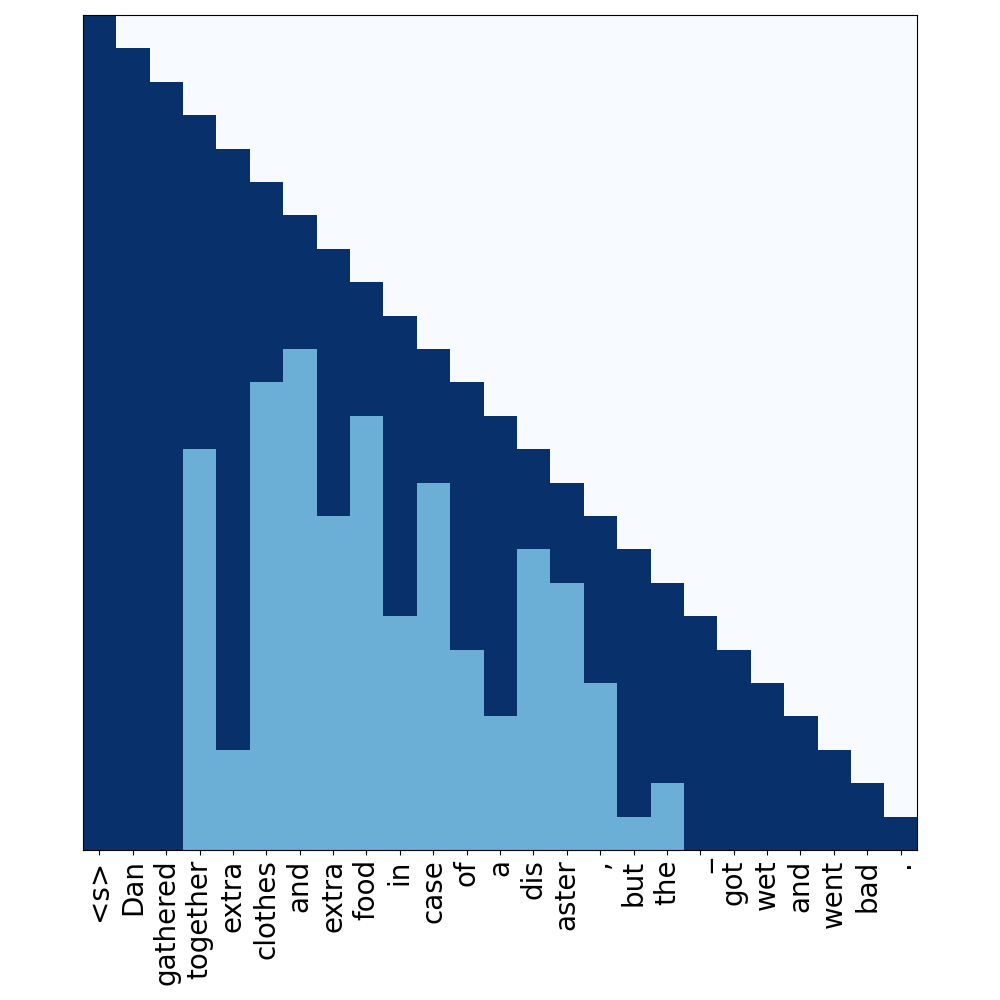 <s> Dan gathered together extra clothes and extra food in case of a dis aster , but the _ got wet and went bad .